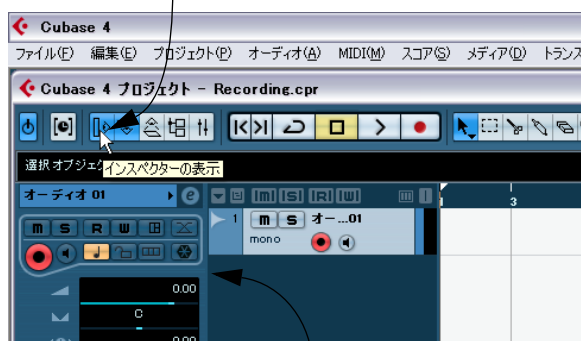 Cubase 4
ファイル(F) 編集(E) プロジェクト(P) オーディオ(A) MIDI(M) スコア(S) メディア(D) トランス
Cubase 4 プロジェクト - Recording.cpr
選択オブジェク
インスペクターの表示
オーディオ 01 e m S R W
1 3
m S R W
1 m S オー...01
mono
0.00
C
0.00